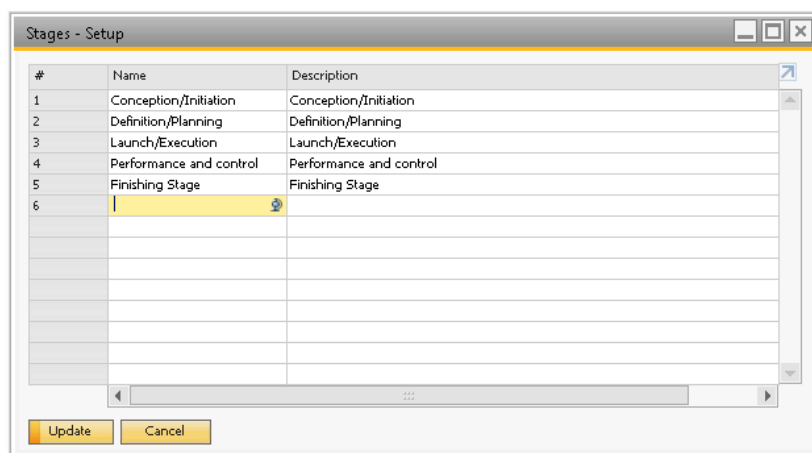 Stages - Setup
# Name Description
1 Conception/Initiation Conception/Initiation
2 Definition/Planning Definition/Planning
3 Launch/Execution Launch/Execution
4 Performance and control Performance and control
5 Finishing Stage Finishing Stage
6
Update Cancel